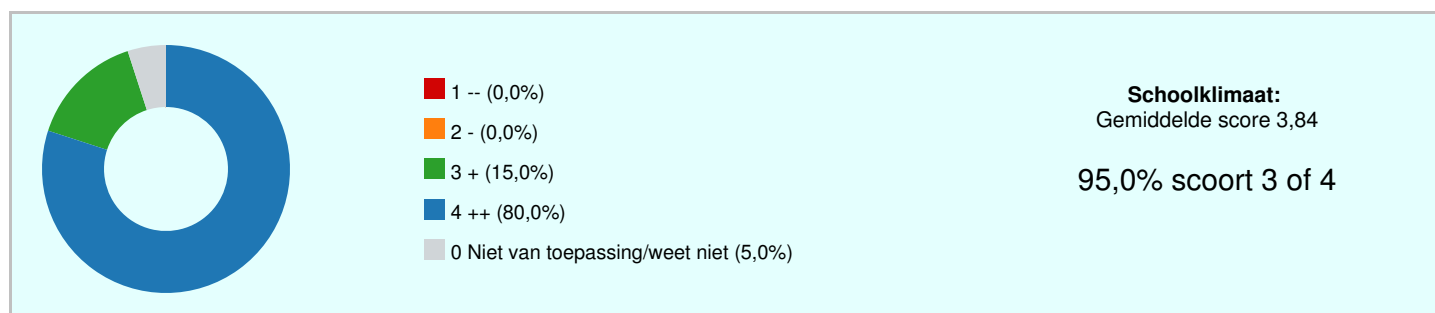 1 -- (0,0%)
2 - (0,0%)
3 + (15,0%)
4 ++ (80,0%)
0 Niet van toepassing/weet niet (5,0%)
Schoolklimaat:
Gemiddelde score 3,84
95,0% scoort 3 of 4